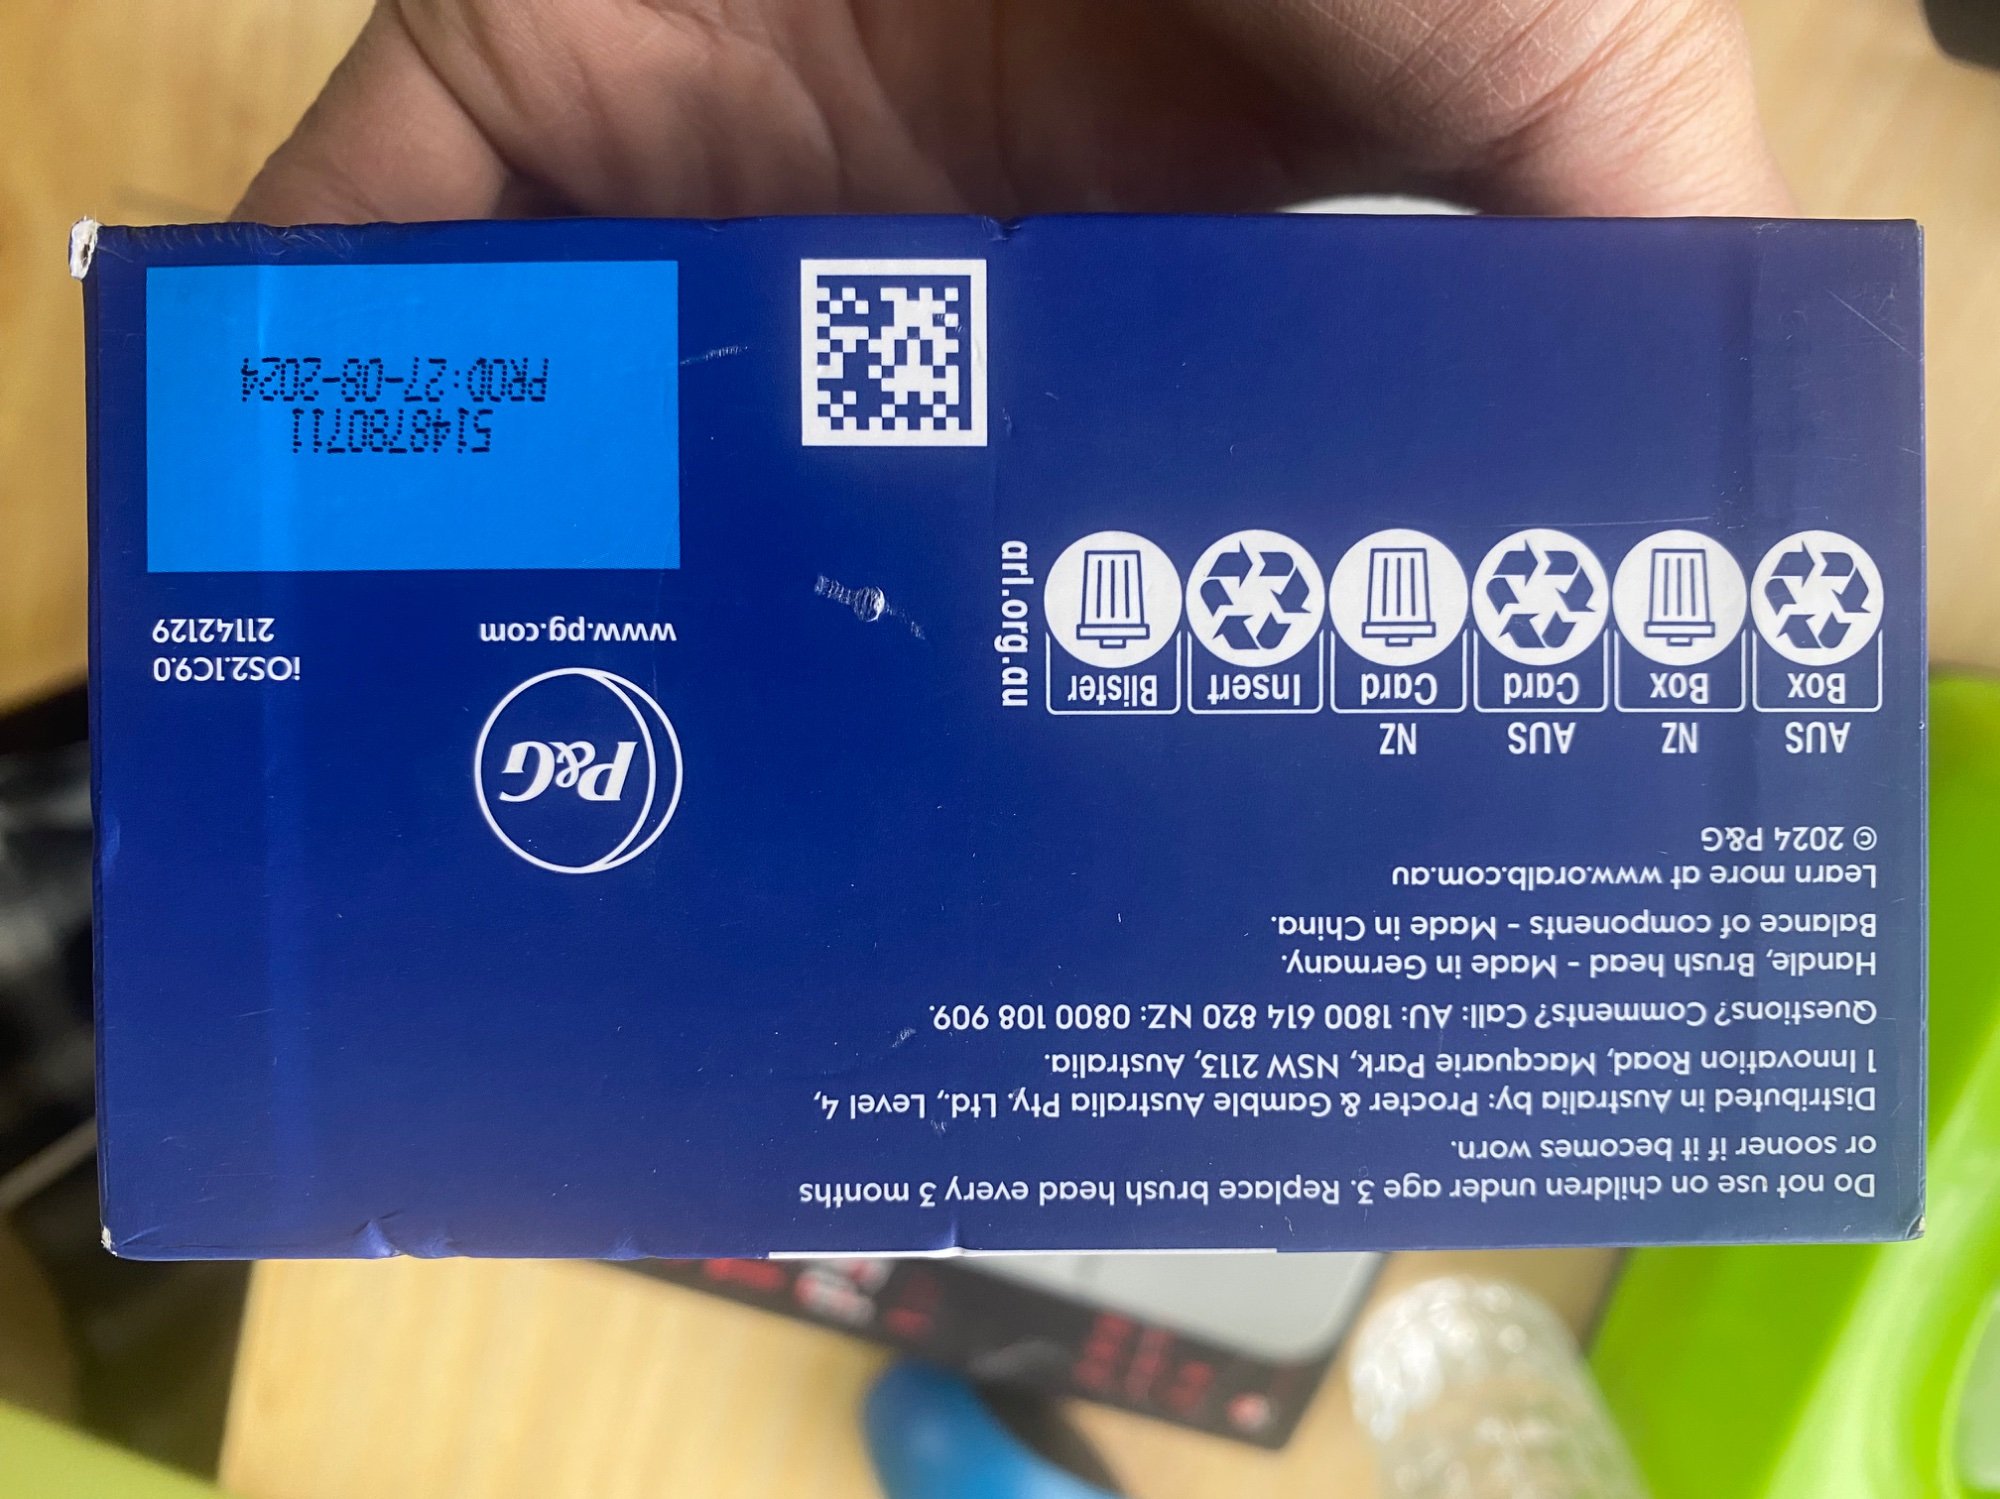 Do not use on children under age 3. Replace brush head every 3 months
or sooner if it becomes worn.
Distributed in Australia by: Procter & Gamble Australia Pty. Ltd., Level 4,
1 Innovation Road, Macquarie Park, NSW 2113, Australia.
Questions? Comments? Call: AU: 1800 614 820 NZ: 0800 108 909.
Handle, Brush head - Made in Germany.
Balance of components - Made in China.
Learn more at www.oralb.com.au
© 2024 P&G
AUS NZ AUS NZ
Box Box Card Card Insert Blister
arl.org.au
P&G
www.pg.com
iOS2.1C9.0
21142129
5148780711
PROD:27-08-2024